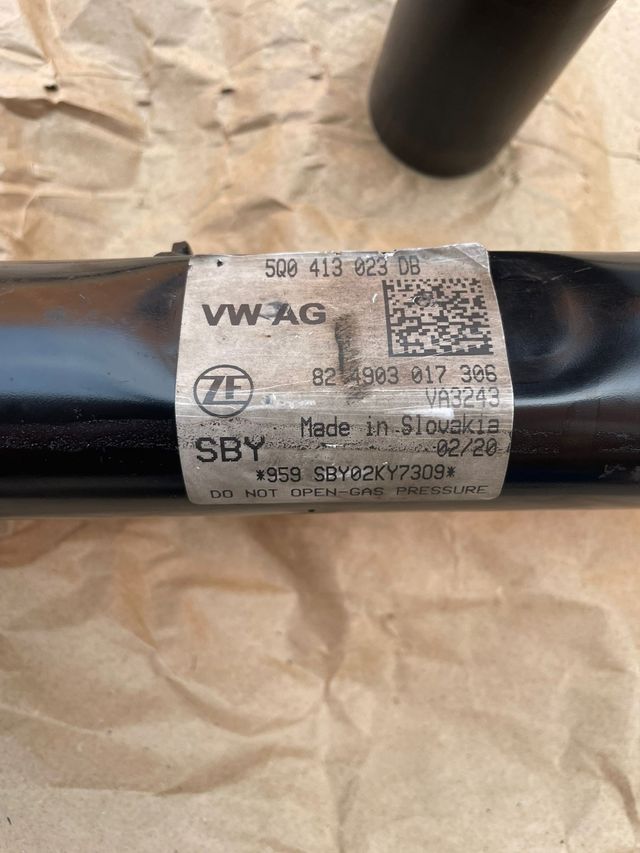 5Q0 413 023 DB
VW AG
ZF
82 4903 017 306
VA3243
Made in Slovakia
SBY
02/20
*959 SBY02KY7309*
DO NOT OPEN-GAS PRESSURE